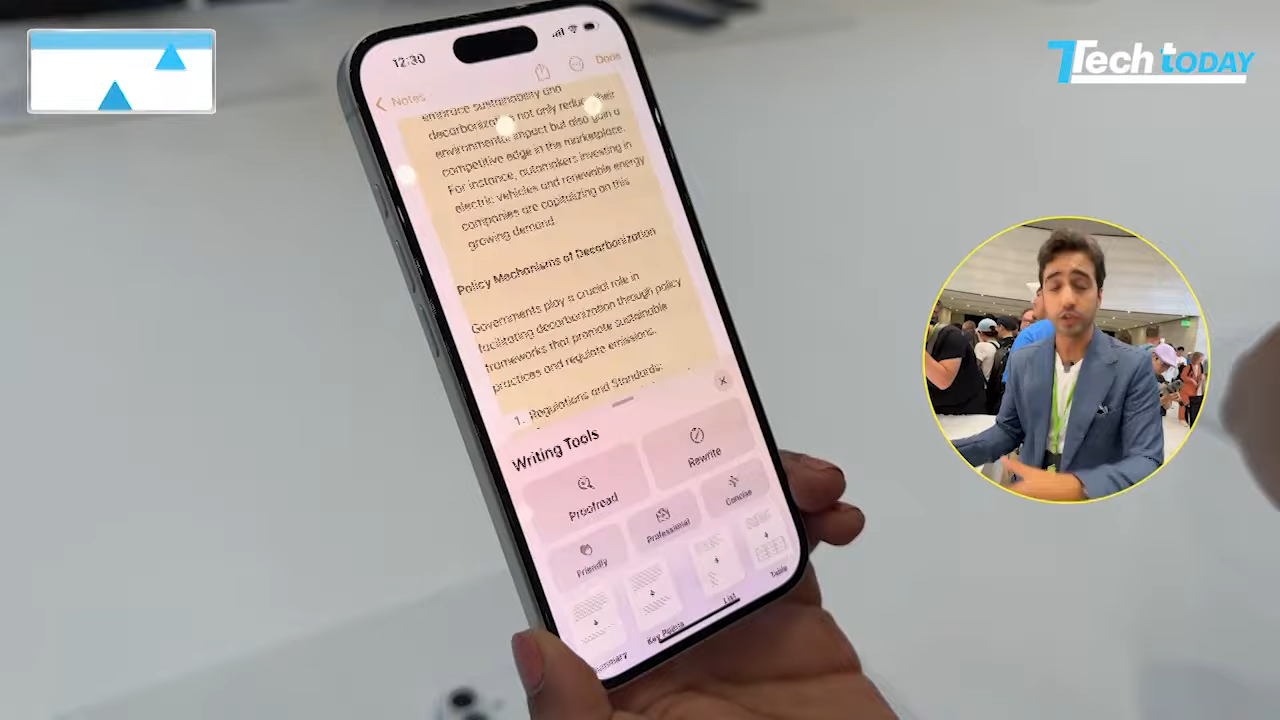 Tech today
12:30
Done
Notes
embrace sustainability and
decarbonization not only reduce their
environmental impact but also gain a
competitive edge in the marketplace.
For instance, automakers investing in
electric vehicles and renewable energy
companies are capitalizing on this
growing demand.
Policy Mechanisms of Decarbonization
Governments play a crucial role in
facilitating decarbonization through policy
frameworks that promote sustainable
practices and regulate emissions.
1. Regulations and Standards:
Writing Tools
Proofread
Rewrite
Friendly
Professional
Concise
Summary
Key Points
List
Table